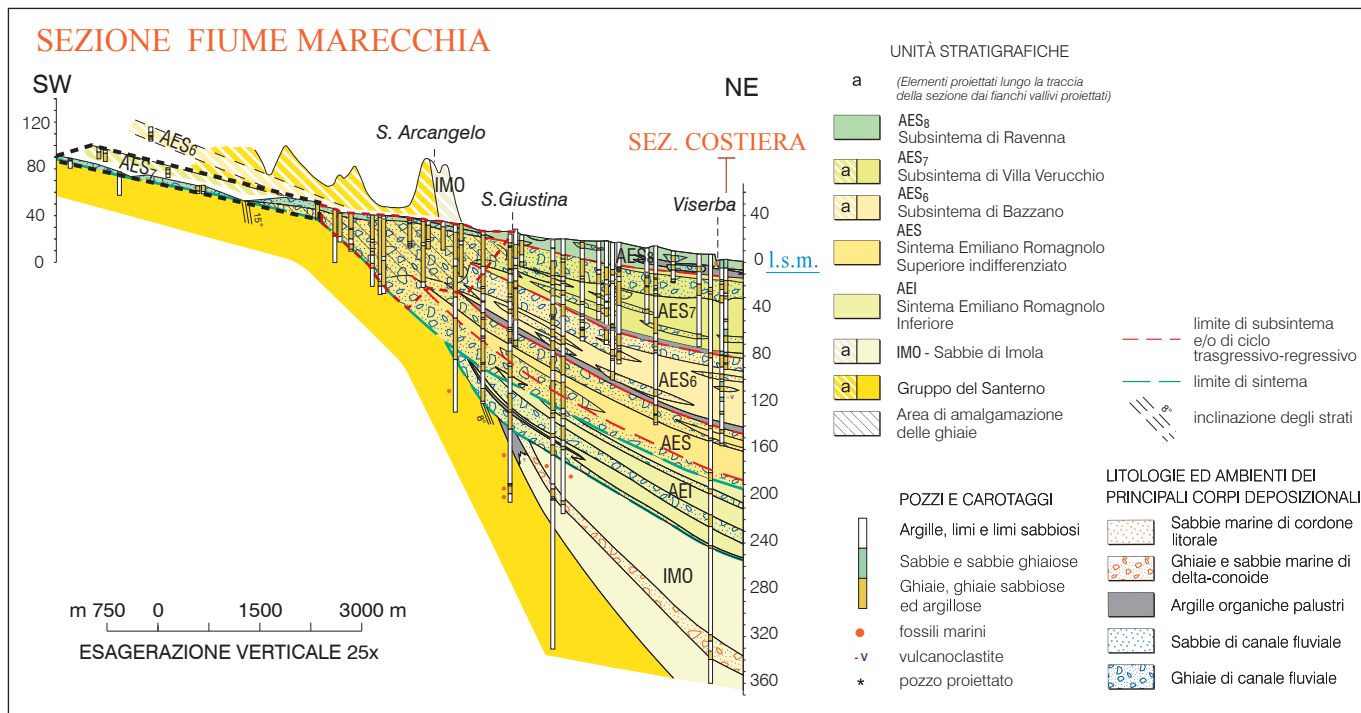 SEZIONE FIUME MARECCHIA
SW
NE
120
80
40
0
AES6
AES7
S. Arcangelo
IMO
S.Giustina
SEZ. COSTIERA
Viserba
15°
8°
AES8
AES7
AES6
AES
AEI
IMO
-v
40
0
l.s.m.
40
80
120
160
200
240
280
320
360
m 750 0 1500 3000 m
ESAGERAZIONE VERTICALE 25x
UNITÀ STRATIGRAFICHE
a (Elementi proiettati lungo la traccia
della sezione dai fianchi vallivi proiettati)
AES8
Subsintema di Ravenna
AES7
a Subsintema di Villa Verucchio
AES6
a Subsintema di Bazzano
AES
Sintema Emiliano Romagnolo
Superiore indifferenziato
AEI
Sintema Emiliano Romagnolo
Inferiore
a IMO - Sabbie di Imola
a Gruppo del Santerno
Area di amalgamazione
delle ghiaie
limite di subsintema
e/o di ciclo
trasgressivo-regressivo
limite di sintema
8° inclinazione degli strati
POZZI E CAROTAGGI
Argille, limi e limi sabbiosi
Sabbie e sabbie ghiaiose
Ghiaie, ghiaie sabbiose
ed argillose
fossili marini
-v vulcanoclastite
* pozzo proiettato
LITOLOGIE ED AMBIENTI DEI
PRINCIPALI CORPI DEPOSIZIONALI
Sabbie marine di cordone
litorale
Ghiaie e sabbie marine di
delta-conoide
Argille organiche palustri
Sabbie di canale fluviale
Ghiaie di canale fluviale